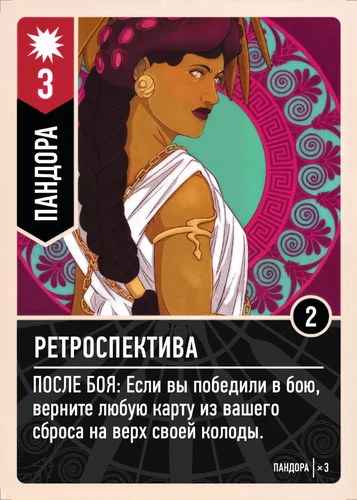 3
ПАНДОРА
2
РЕТРОСПЕКТИВА
ПОСЛЕ БОЯ: Если вы победили в бою,
верните любую карту из вашего
сброса на верх своей колоды.
ПАНДОРА | ×3